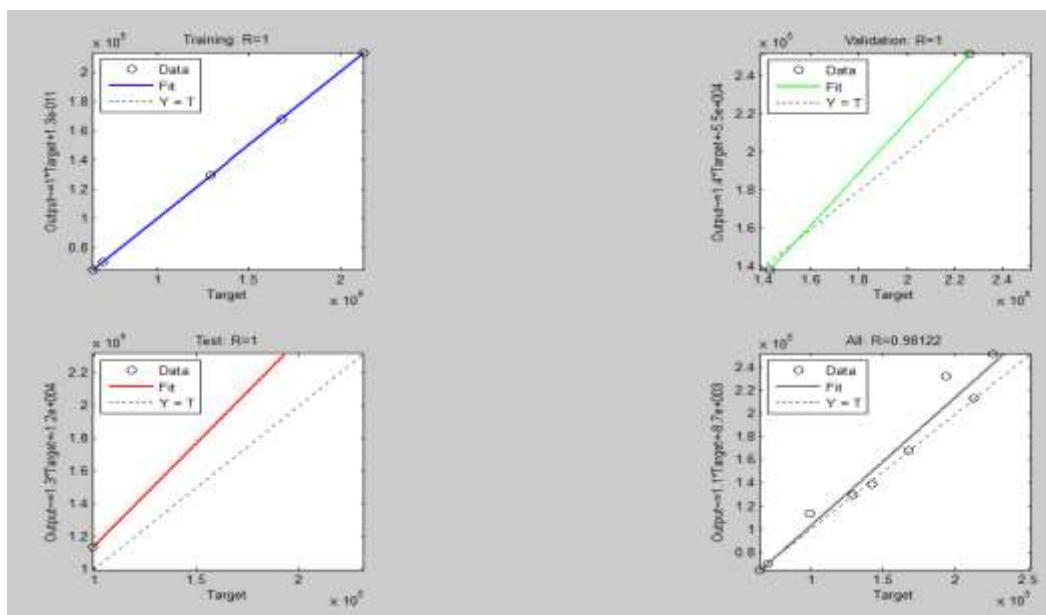 Training: R=1
× 10^5
Data
Fit
Y = T
Output~=1*Target+1.3e-011
2
1.8
1.6
1.4
1.2
1
0.8
1 1.5 2
Target
× 10^5
Validation: R=1
× 10^5
Data
Fit
Y = T
Output~=1.4*Target+-5.5e+004
2.4
2.2
2
1.8
1.6
1.4
1.4 1.6 1.8 2 2.2 2.4
Target
× 10^5
Test: R=1
× 10^5
Data
Fit
Y = T
Output~=1.3*Target+-1.2e+004
2.2
2
1.8
1.6
1.4
1.2
1
1 1.5 2
Target
× 10^5
All: R=0.98122
× 10^5
Data
Fit
Y = T
Output~=1.1*Target+-8.7e+003
2.4
2.2
2
1.8
1.6
1.4
1.2
1
0.8
1 1.5 2 2.5
Target
× 10^5